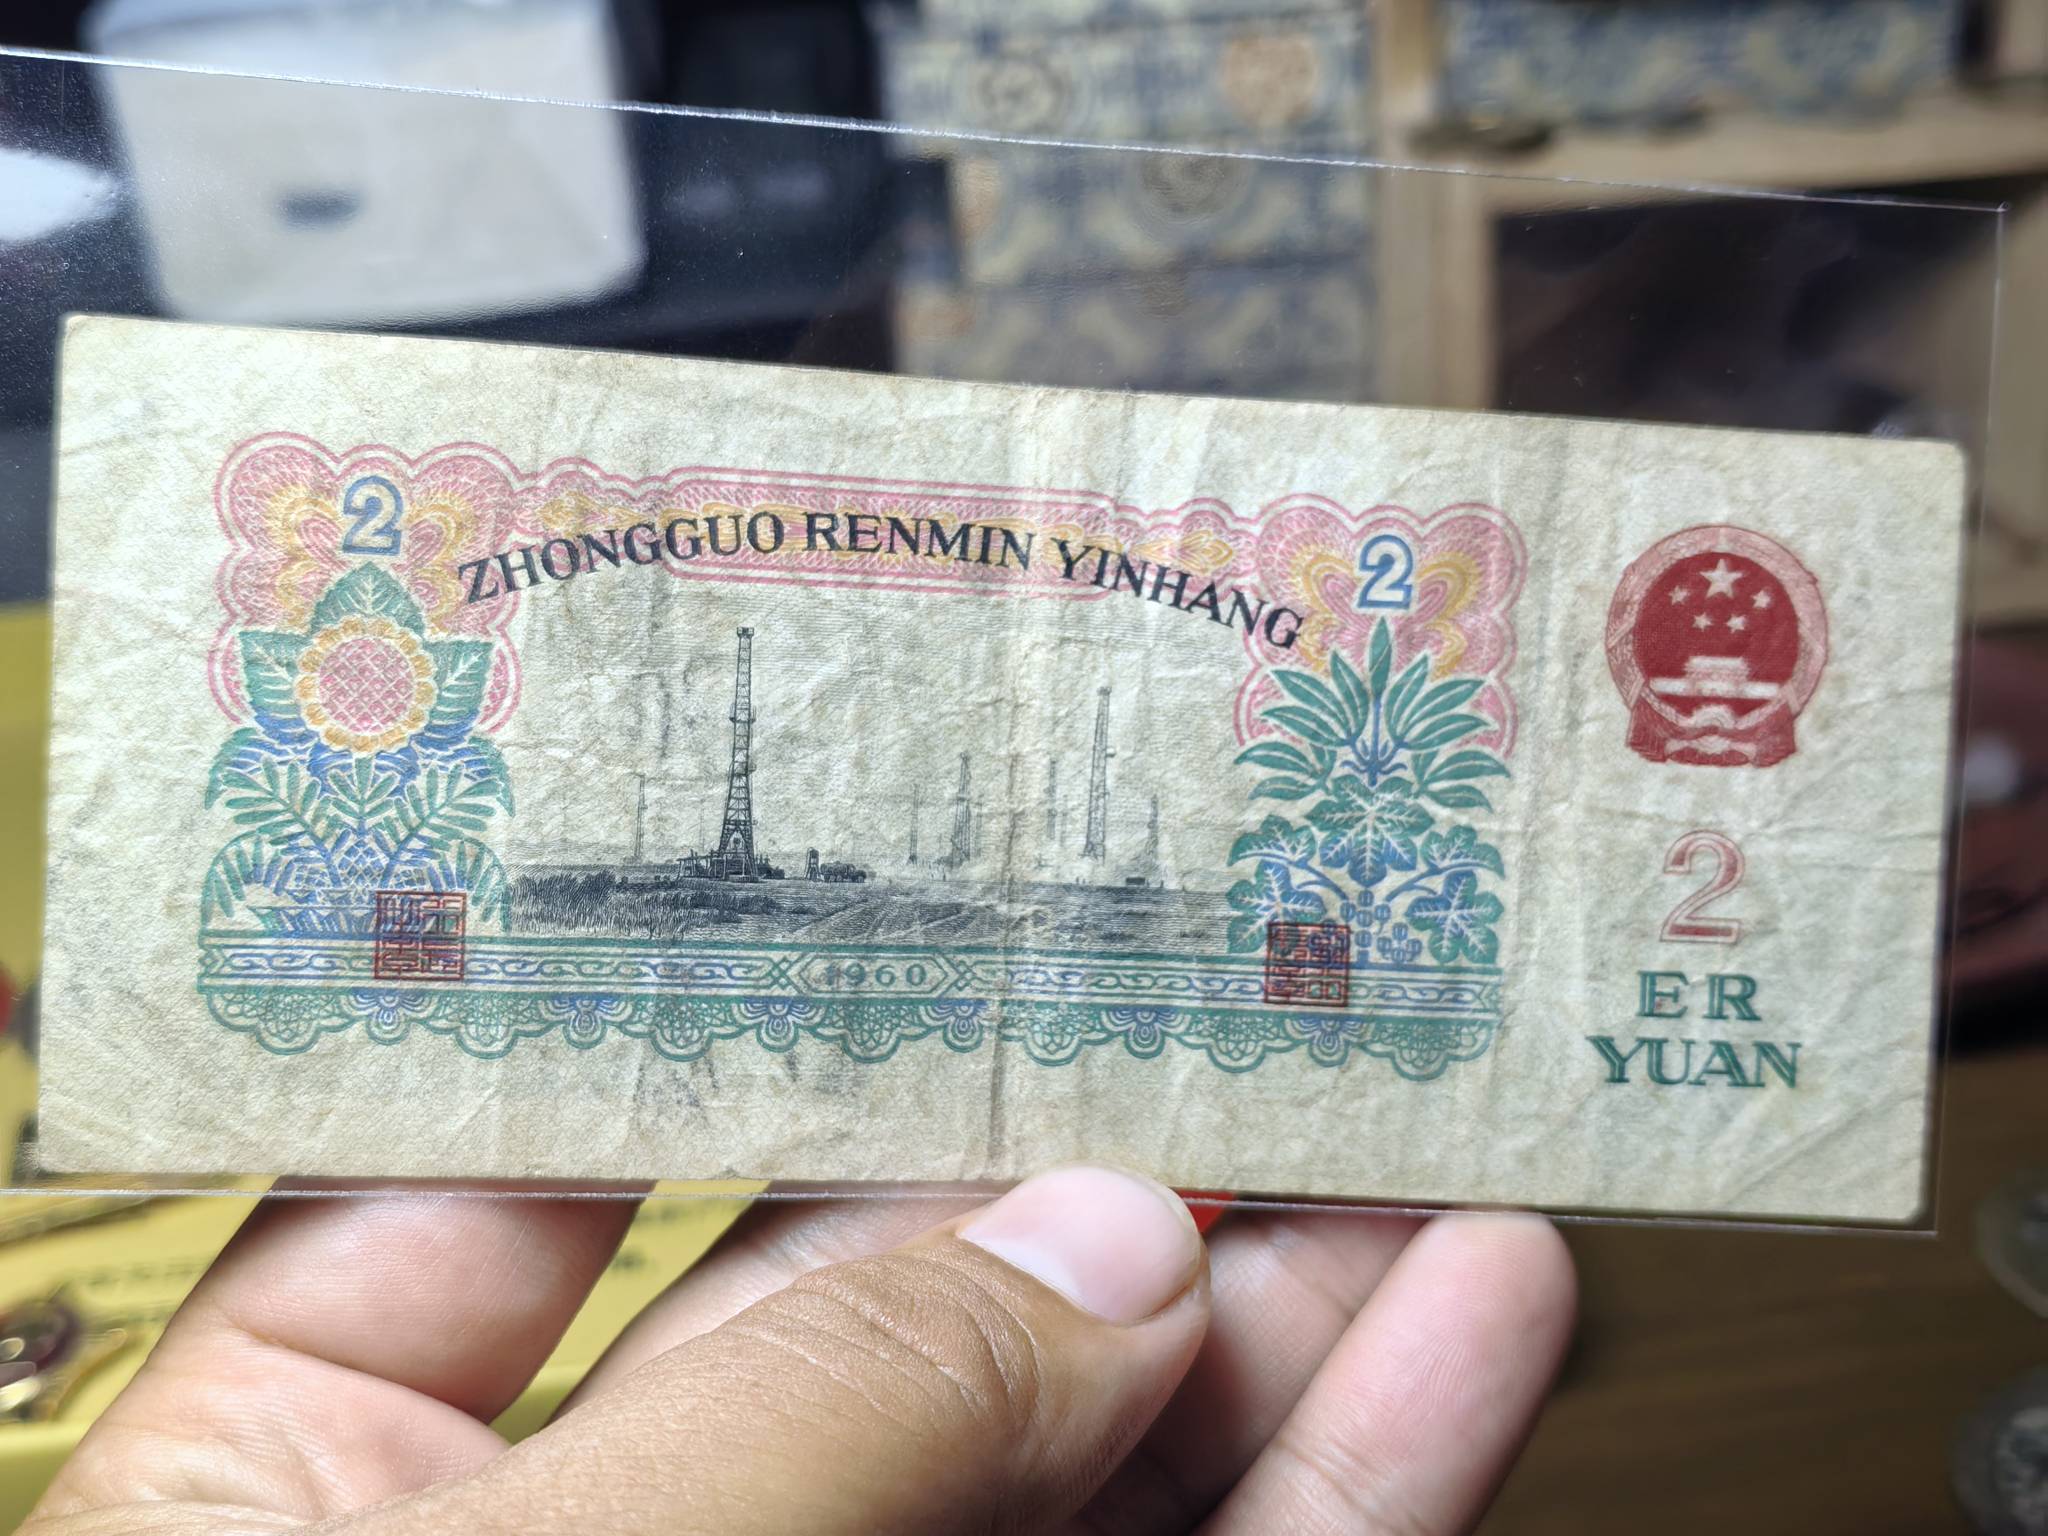 2
ZHONGGUO RENMIN YINHANG
2
1960
2
ER
YUAN